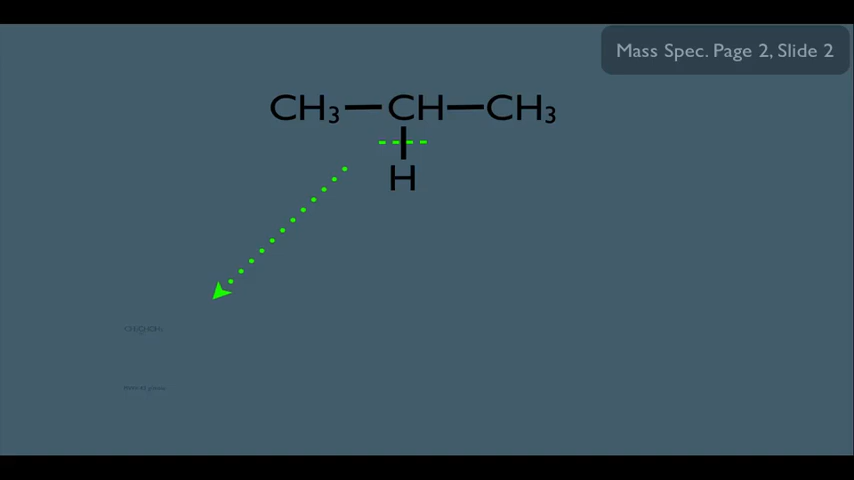 Mass Spec. Page 2, Slide 2
CH₃—CH—CH₃
H